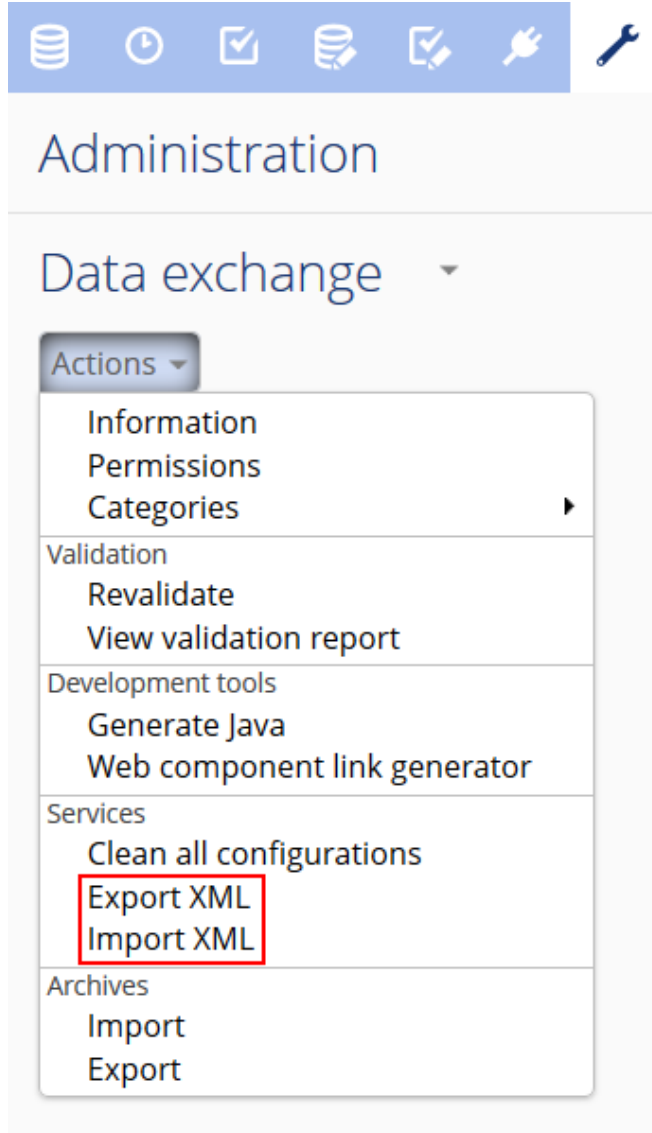 Administration
Data exchange
Actions
Information
Permissions
Categories
Validation
Revalidate
View validation report
Development tools
Generate Java
Web component link generator
Services
Clean all configurations
Export XML
Import XML
Archives
Import
Export